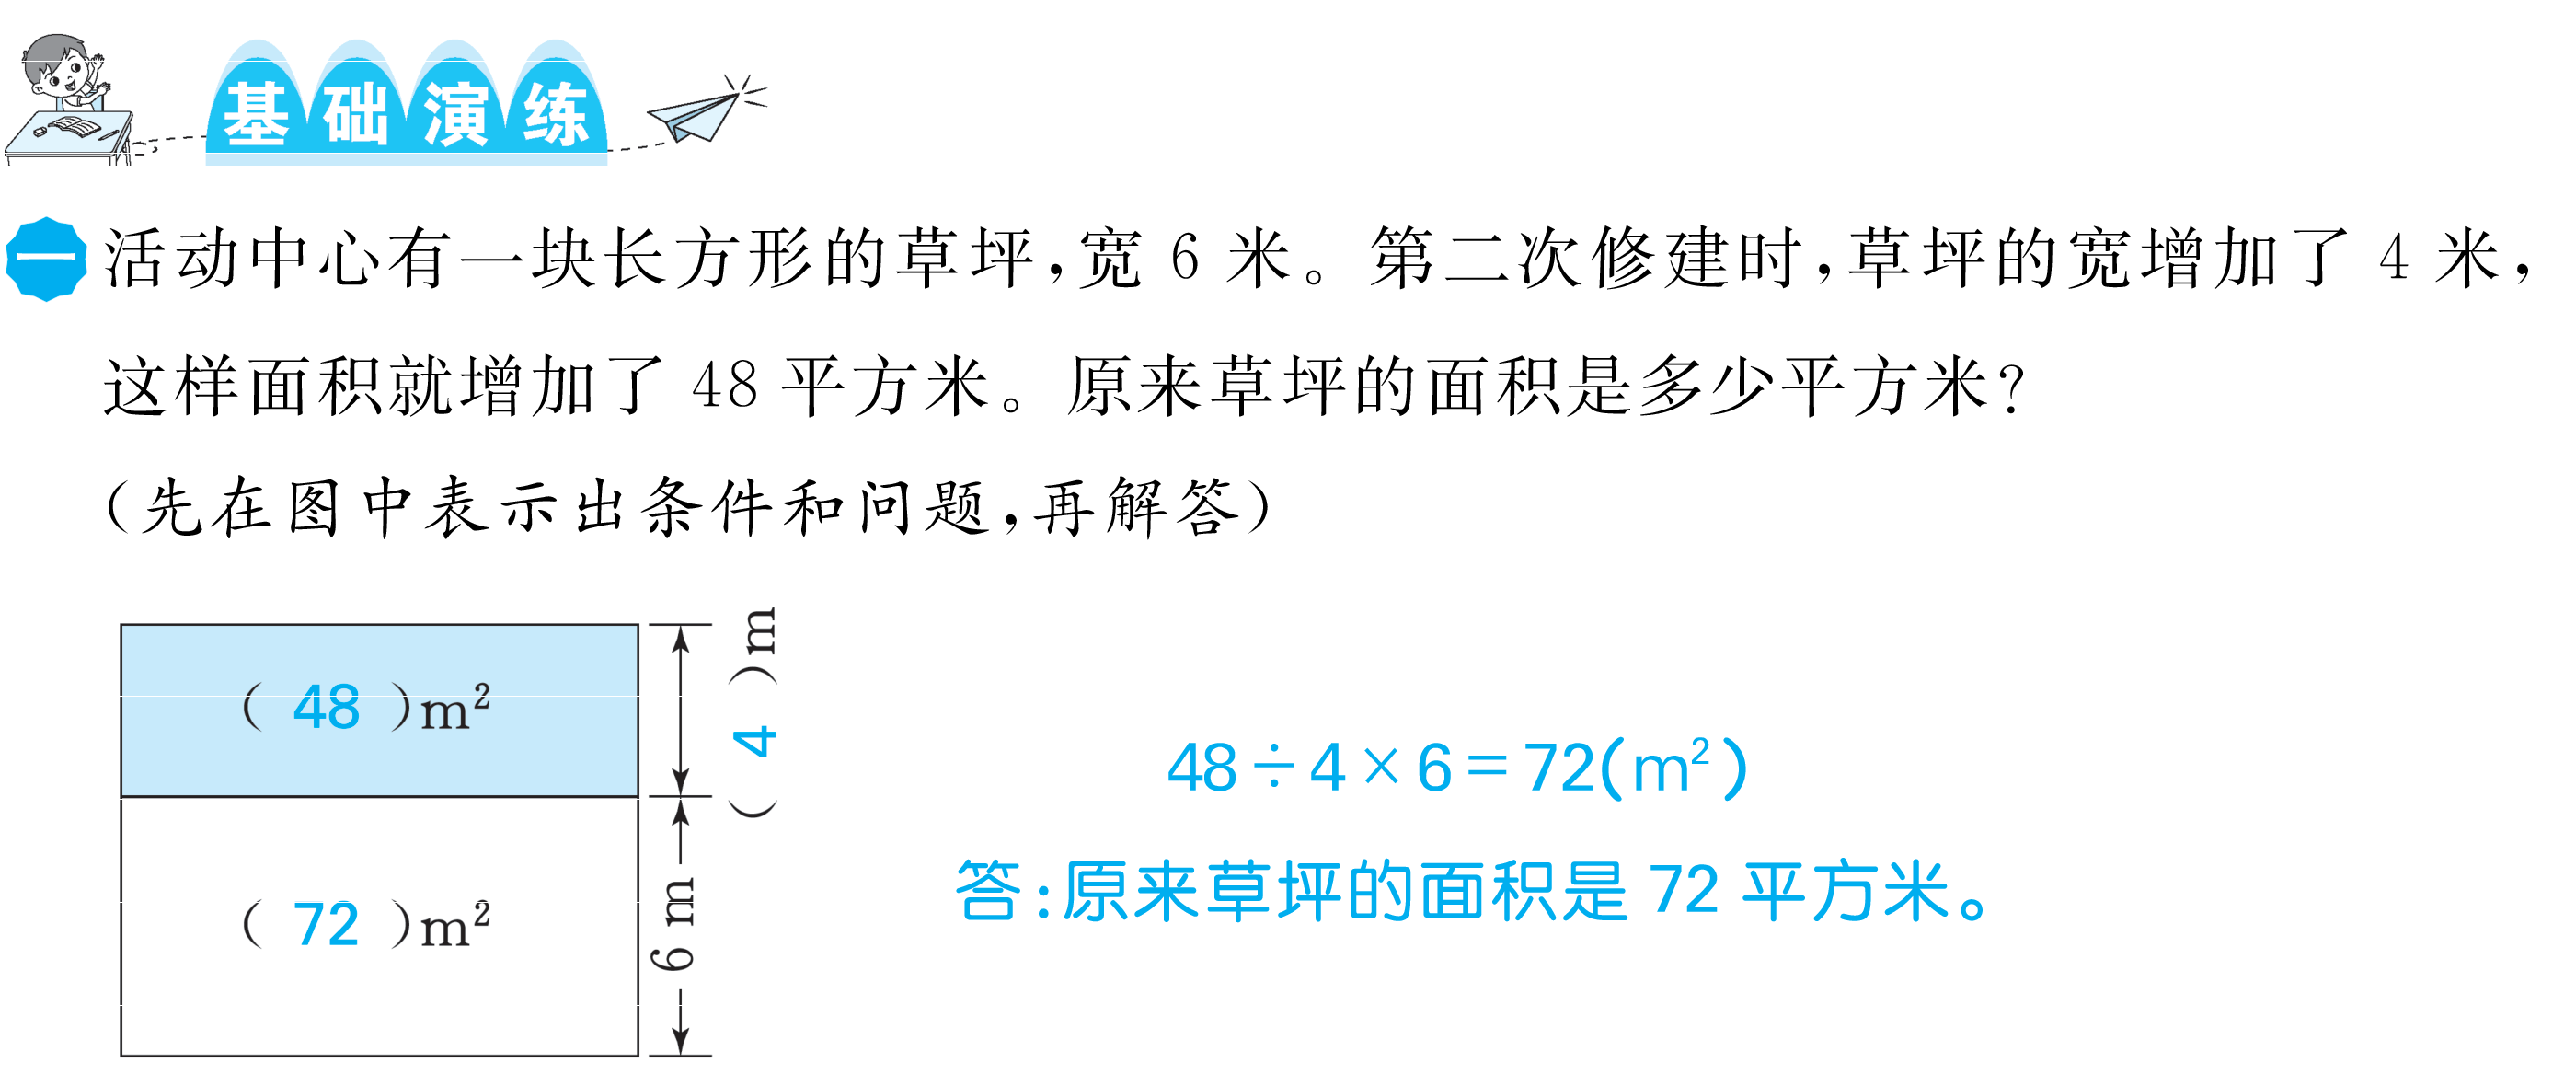 基础演练
一 活动中心有一块长方形的草坪,宽 6 米。第二次修建时,草坪的宽增加了 4 米,
这样面积就增加了 48 平方米。原来草坪的面积是多少平方米?
(先在图中表示出条件和问题,再解答)
( 48 )m²
( 4 )m
( 72 )m²
6 m
48÷4×6=72(m²)
答:原来草坪的面积是 72 平方米。